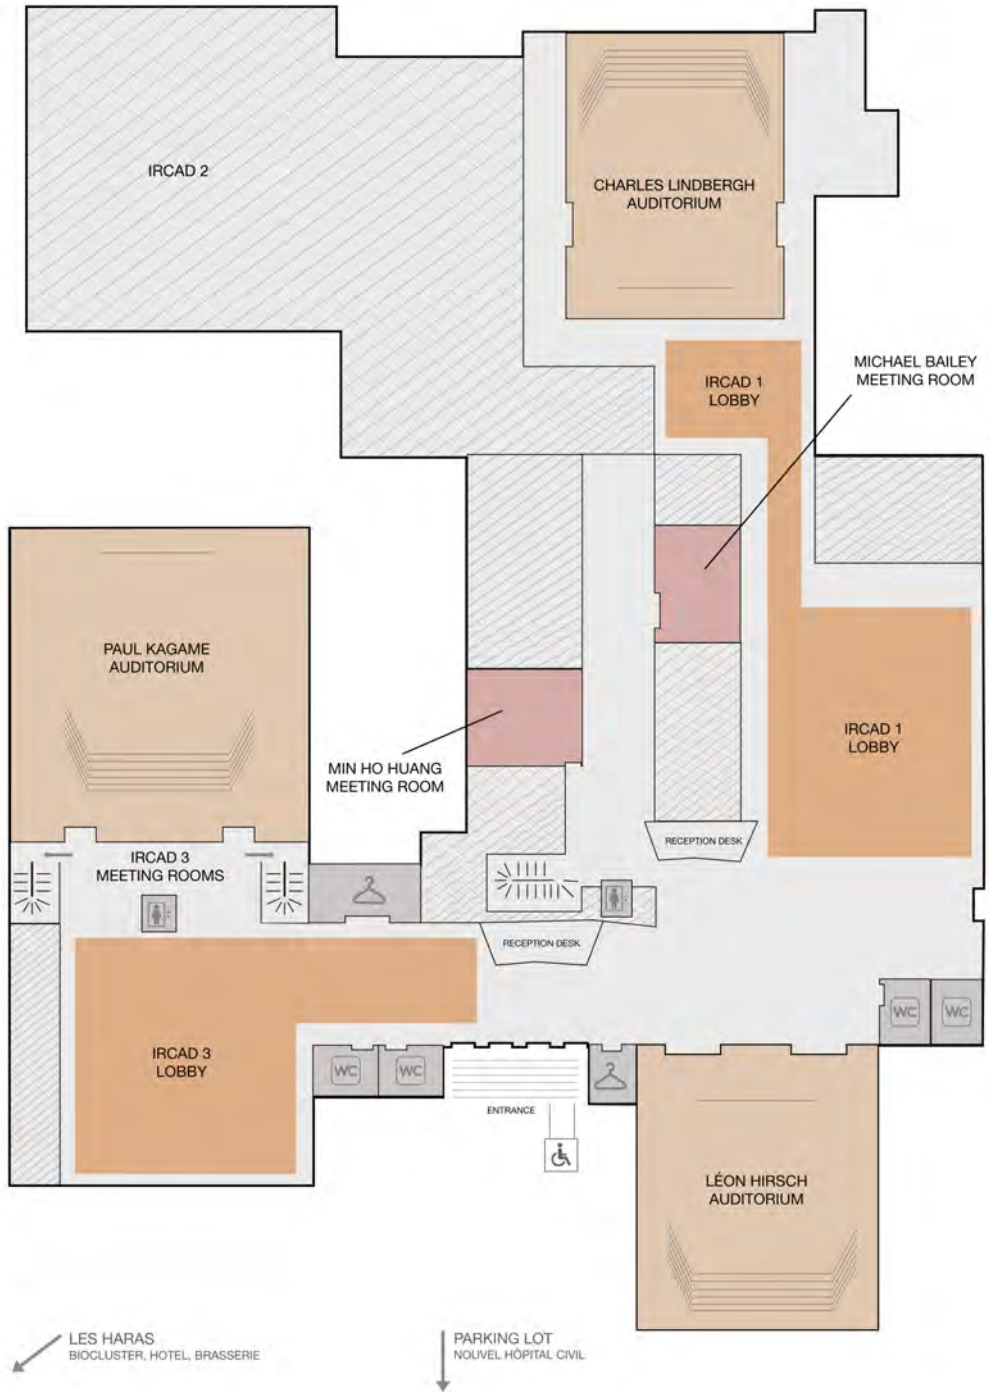 IRCAD 2
CHARLES LINDBERGH
AUDITORIUM
IRCAD 1
LOBBY
MICHAEL BAILEY
MEETING ROOM
PAUL KAGAME
AUDITORIUM
MIN HO HUANG
MEETING ROOM
IRCAD 1
LOBBY
RECEPTION DESK
IRCAD 3
MEETING ROOMS
RECEPTION DESK
WC
WC
IRCAD 3
LOBBY
WC
WC
ENTRANCE
LÉON HIRSCH
AUDITORIUM
LES HARAS
BIOCLUSTER, HOTEL, BRASSERIE
PARKING LOT
NOUVEL HÔPITAL CIVIL